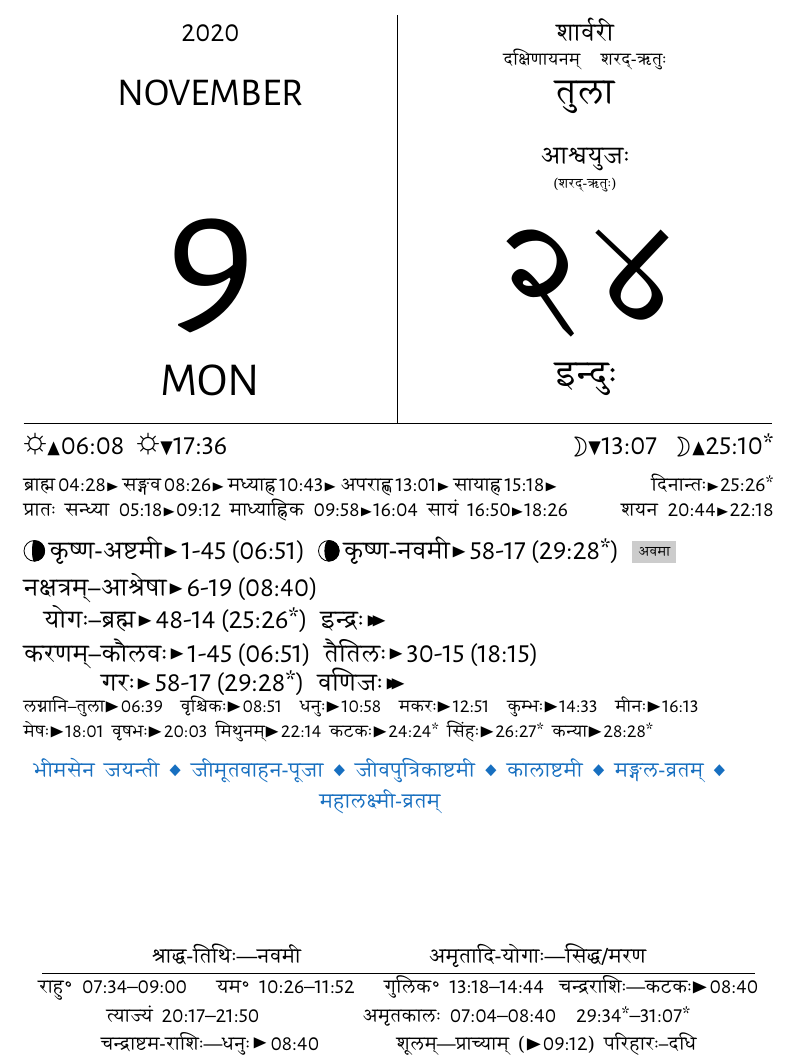 2020
NOVEMBER
9
MON
शार्वरी
दक्षिणायनम् शरद्-ऋतुः
तुला
आश्वयुजः
(शरद्-ऋतुः)
२४
इन्दुः
☼▲06:08 ☼▼17:36 ☽▼13:07 ☽▲25:10*
ब्राह्म 04:28► सङ्गव 08:26► मध्याह्न 10:43► अपराह्ण 13:01► सायाह्न 15:18► दिनान्तः►25:26*
प्रातः सन्ध्या 05:18►09:12 माध्याह्निक 09:58►16:04 सायं 16:50►18:26 शयन 20:44►22:18
कृष्ण-अष्टमी►1-45 (06:51) कृष्ण-नवमी►58-17 (29:28*) अवमा
नक्षत्रम्–आश्रेषा►6-19 (08:40)
योगः–ब्रह्म►48-14 (25:26*) इन्द्रः►►
करणम्–कौलवः►1-45 (06:51) तैतिलः►30-15 (18:15)
गरः►58-17 (29:28*) वणिजः►►
लग्नानि–तुला►06:39 वृश्चिकः►08:51 धनुः►10:58 मकरः►12:51 कुम्भः►14:33 मीनः►16:13
मेषः►18:01 वृषभः►20:03 मिथुनम्►22:14 कटकः►24:24* सिंहः►26:27* कन्या►28:28*
भीमसेन जयन्ती ◆ जीमूतवाहन-पूजा ◆ जीवपुत्रिकाष्टमी ◆ कालाष्टमी ◆ मङ्गल-व्रतम् ◆
महालक्ष्मी-व्रतम्
श्राद्ध-तिथिः—नवमी अमृतादि-योगाः—सिद्ध/मरण
राहु° 07:34–09:00 यम° 10:26–11:52 गुलिक° 13:18–14:44 चन्द्रराशिः—कटकः►08:40
त्याज्यं 20:17–21:50 अमृतकालः 07:04–08:40 29:34*–31:07*
चन्द्राष्टम-राशिः—धनुः►08:40 शूलम्—प्राच्याम् (►09:12) परिहारः–दधि